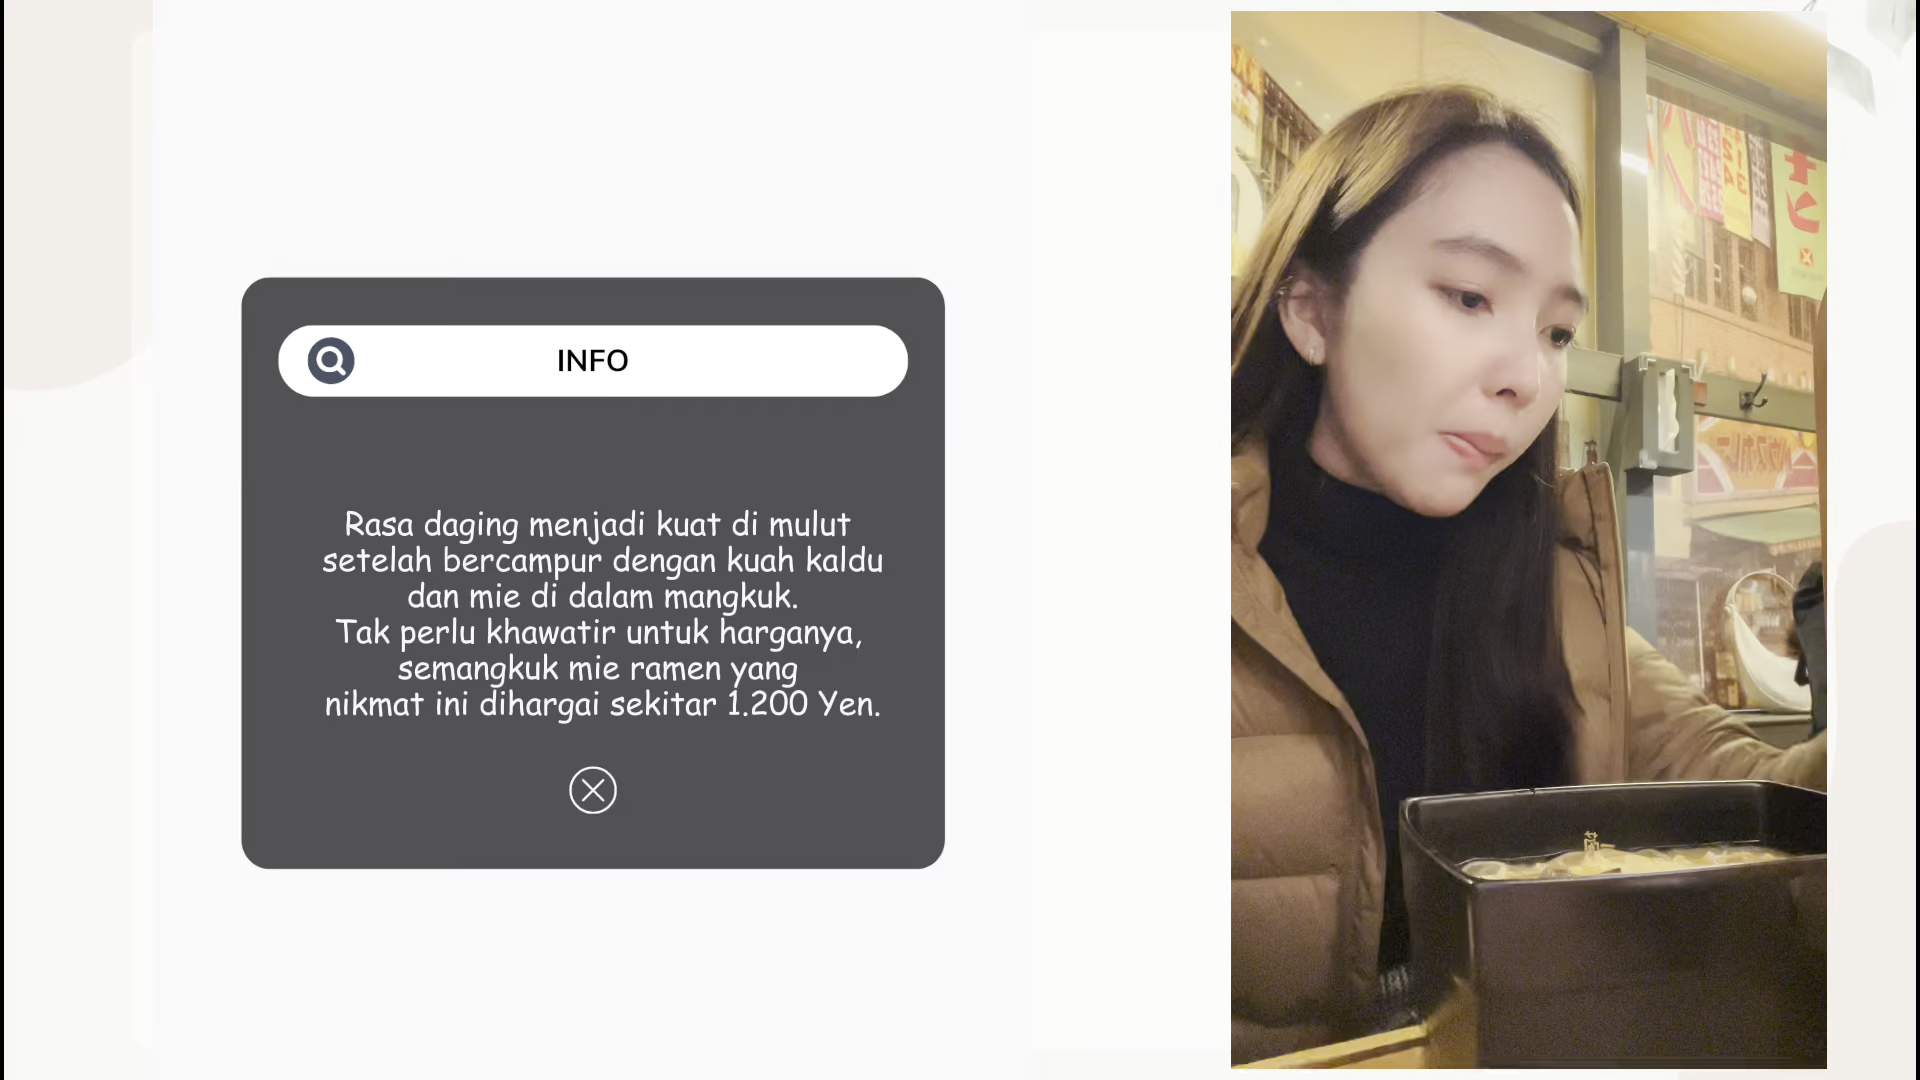 INFO
Rasa daging menjadi kuat di mulut
setelah bercampur dengan kuah kaldu
dan mie di dalam mangkuk.
Tak perlu khawatir untuk harganya,
semangkuk mie ramen yang
nikmat ini dihargai sekitar 1.200 Yen.